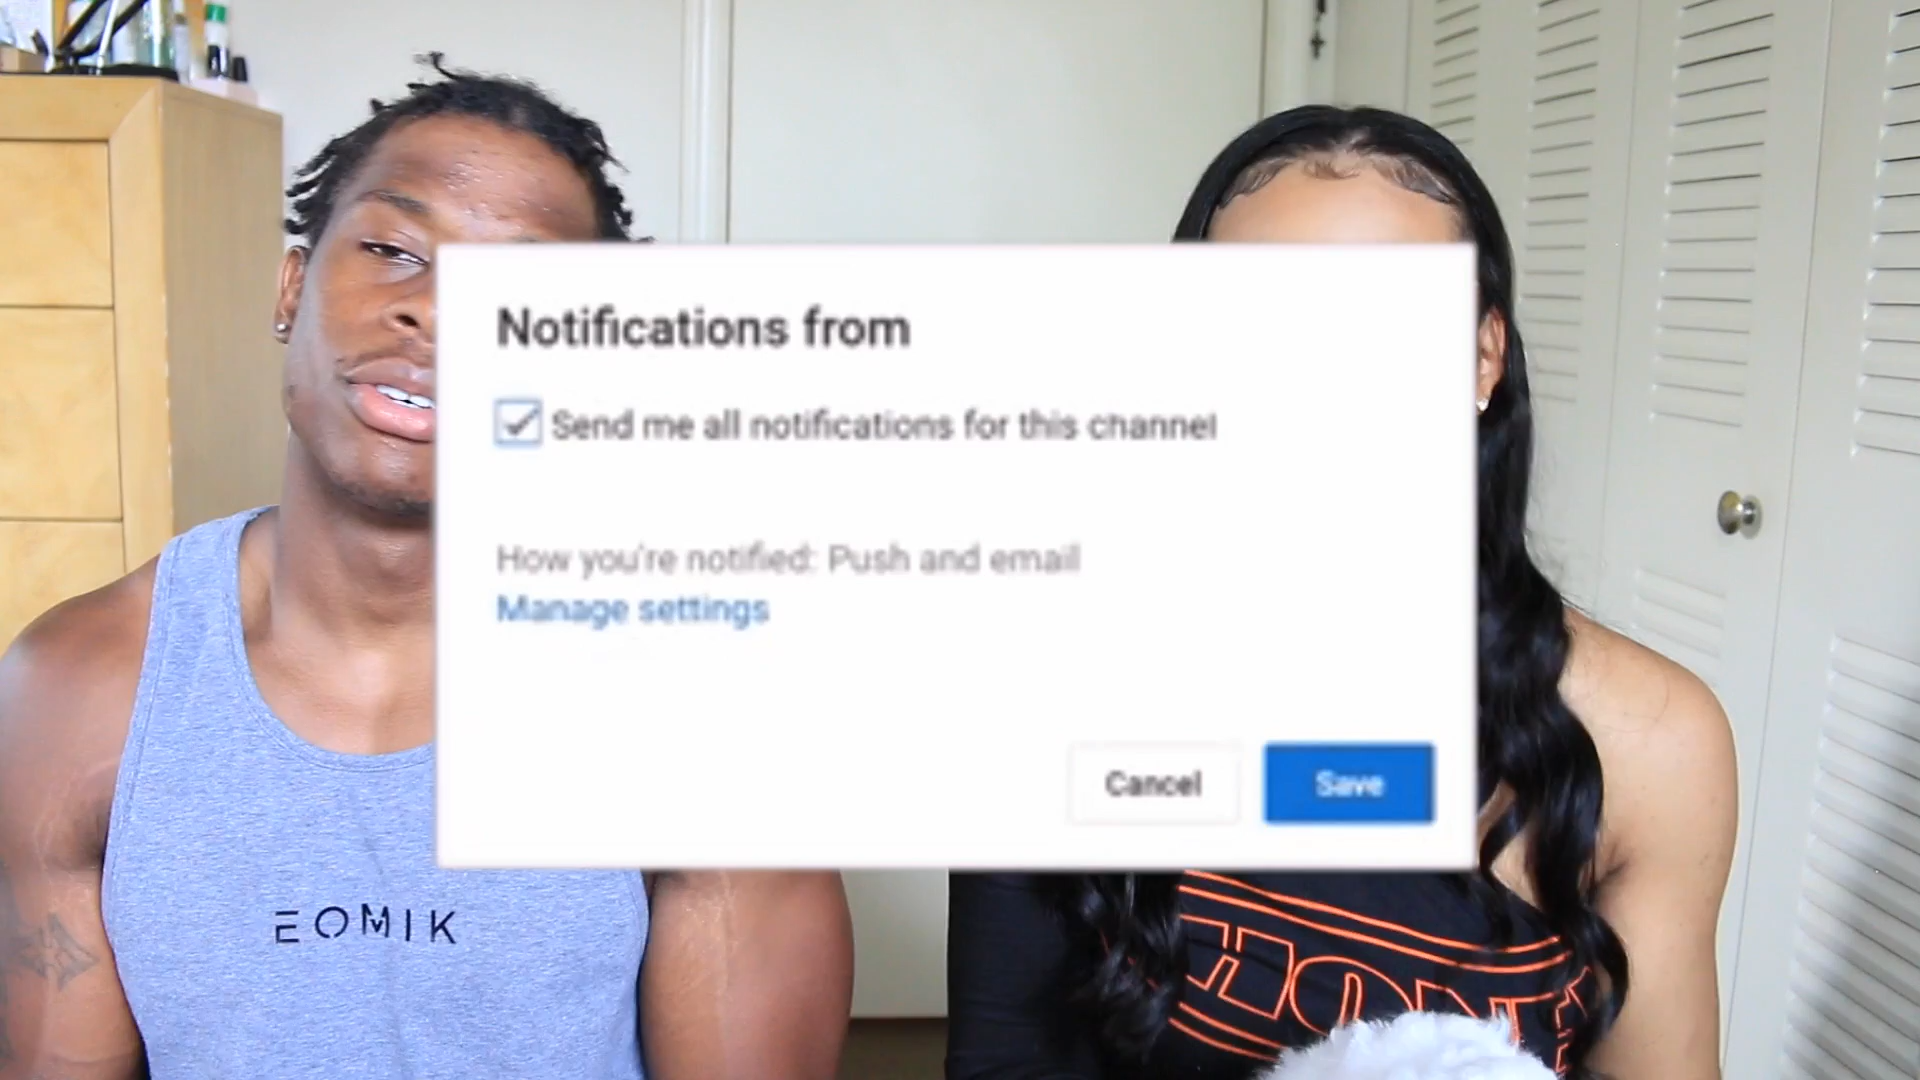 Notifications from
Send me all notifications for this channel
How you're notified: Push and email
Manage settings
Cancel
Save
EOMIK